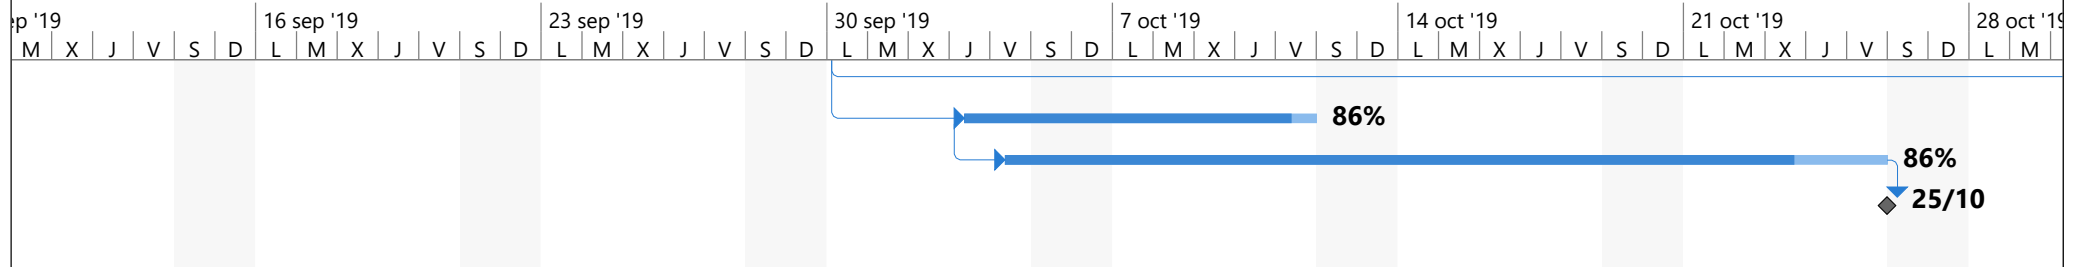 ep '19 16 sep '19 23 sep '19 30 sep '19 7 oct '19 14 oct '19 21 oct '19 28 oct '19
M X J V S D L M X J V S D L M X J V S D L M X J V S D L M X J V S D L M X J V S D L M X J V S D L M
86%
86%
25/10